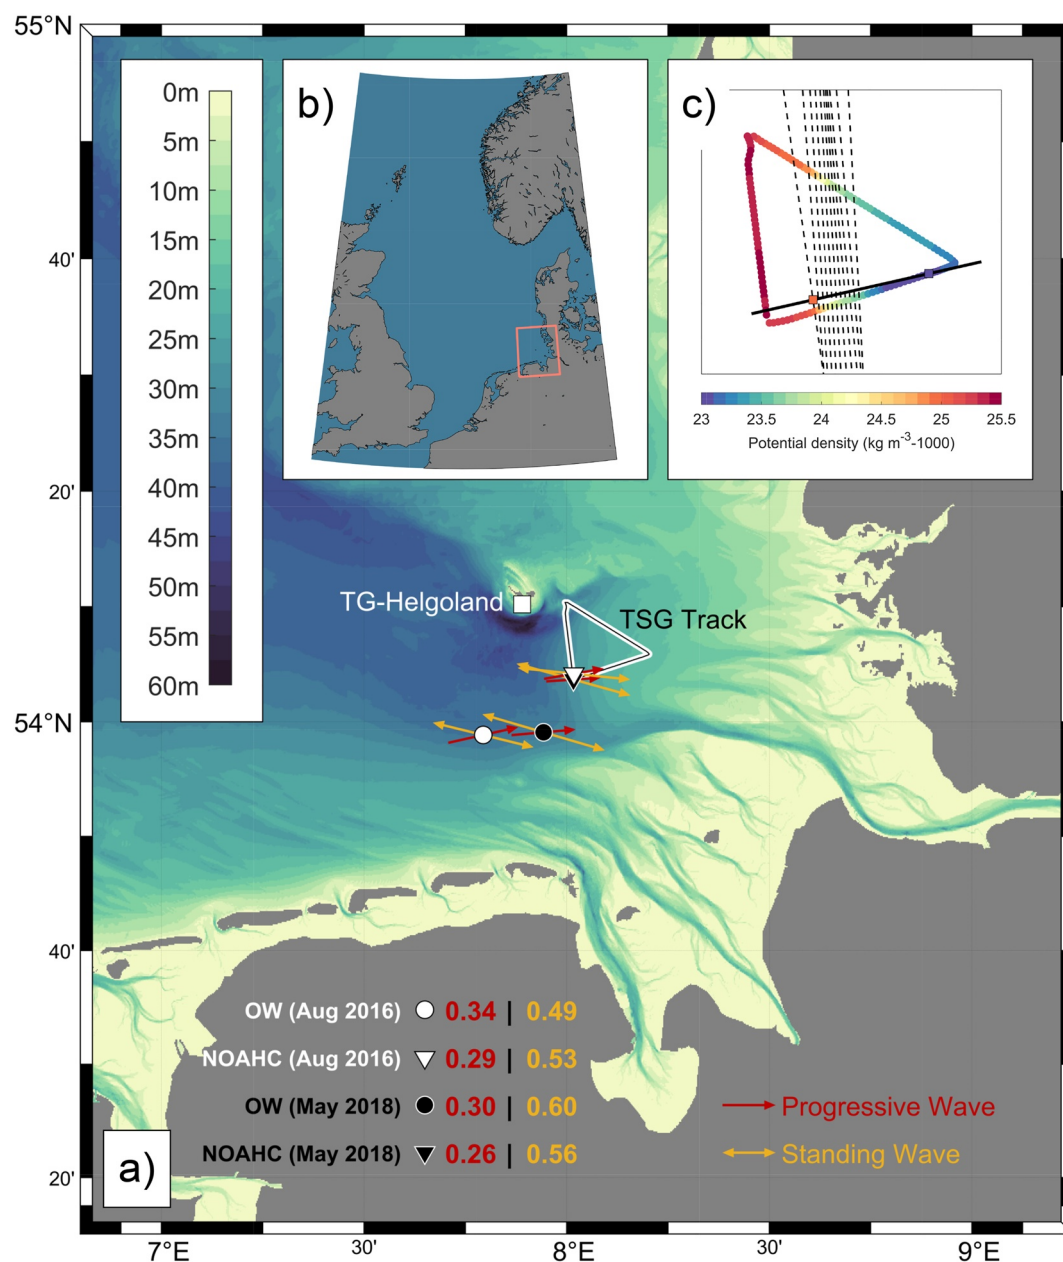 55°N
40'
20'
54°N
40'
20'
7°E
30'
8°E
30'
9°E
0m
5m
10m
15m
20m
25m
30m
35m
40m
45m
50m
55m
60m
b)
c)
23 23.5 24 24.5 25 25.5
Potential density (kg m⁻³-1000)
TG-Helgoland
TSG Track
OW (Aug 2016) 0.34 | 0.49
NOAHC (Aug 2016) 0.29 | 0.53
OW (May 2018) 0.30 | 0.60
NOAHC (May 2018) 0.26 | 0.56
Progressive Wave
Standing Wave
a)